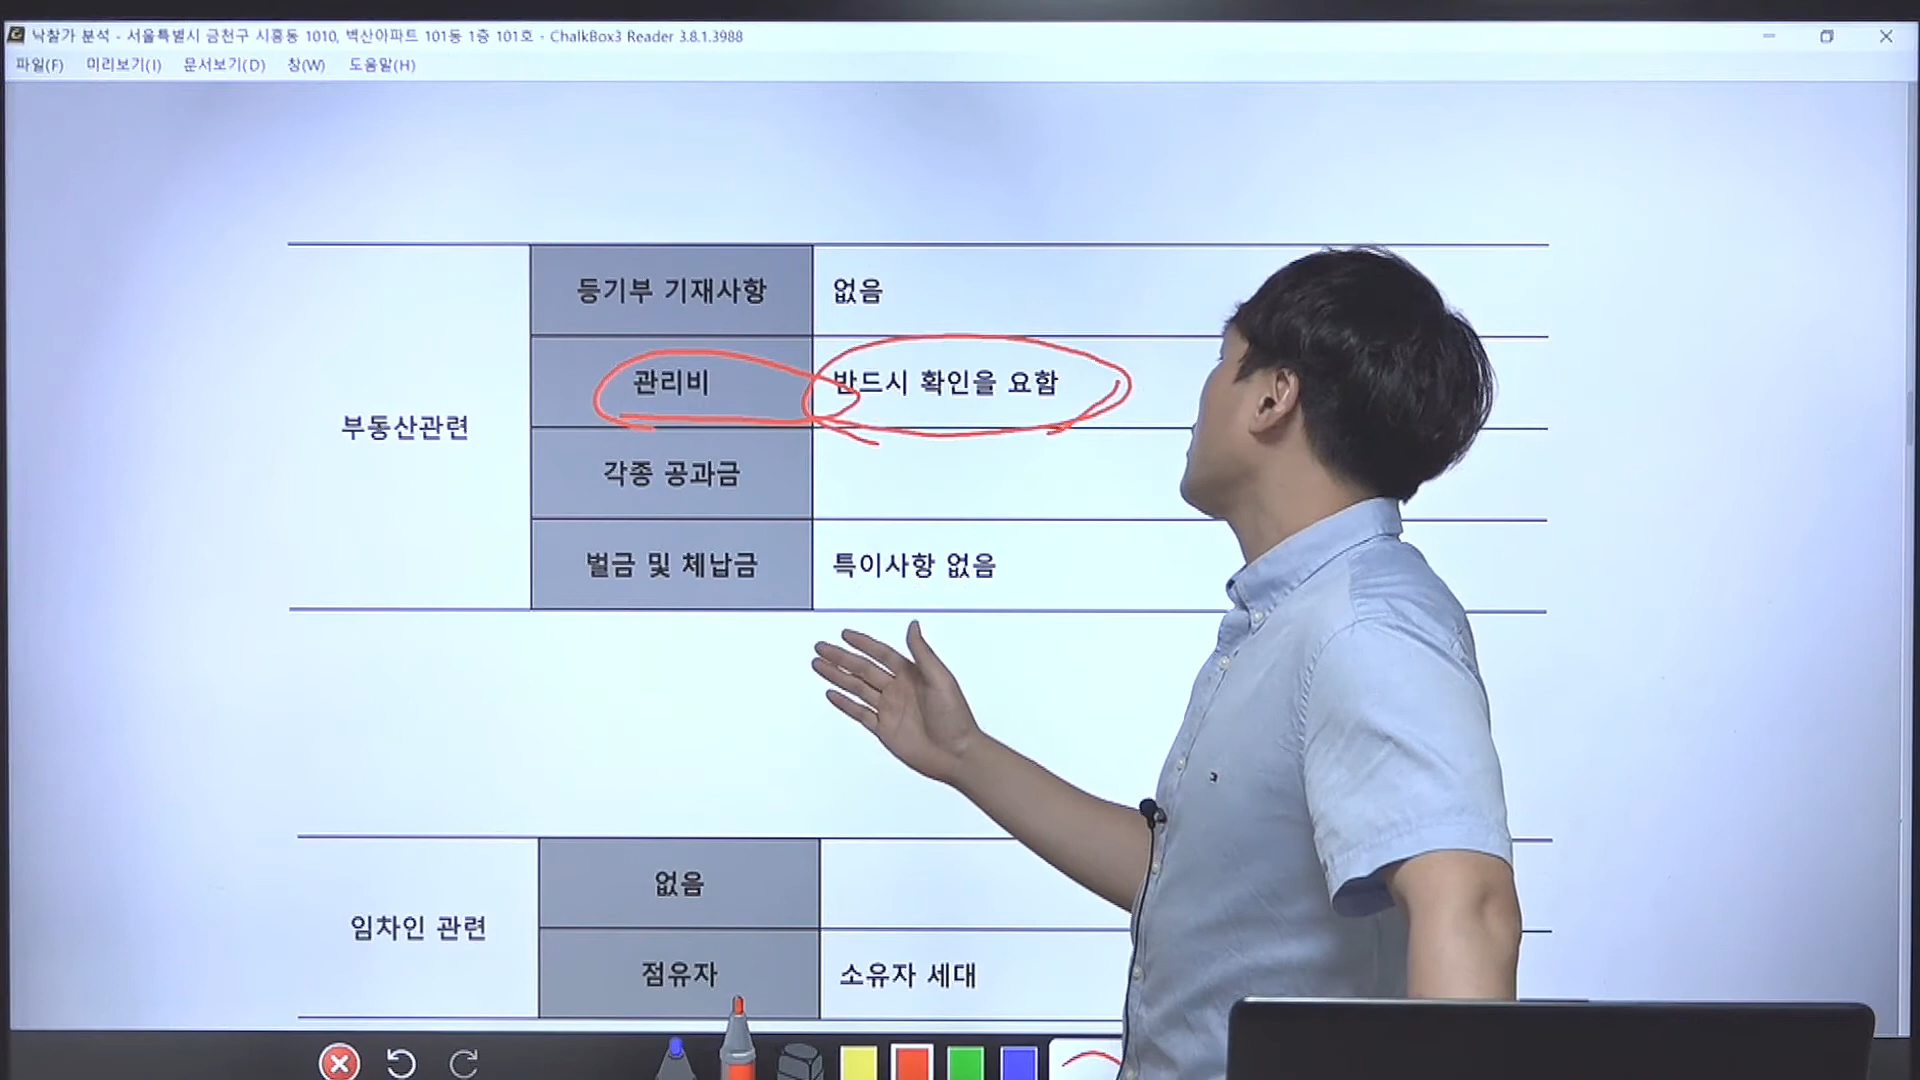 낙찰가 분석 - 서울특별시 금천구 시흥동 1010, 벽산아파트 101동 1층 101호 - ChalkBox3 Reader 3.8.1.3988
파일(F) 미리보기(I) 문서보기(D) 창(W) 도움말(H)
부동산관련
등기부 기재사항 없음
관리비 반드시 확인을 요함
각종 공과금
벌금 및 체납금 특이사항 없음
임차인 관련
없음
점유자 소유자 세대